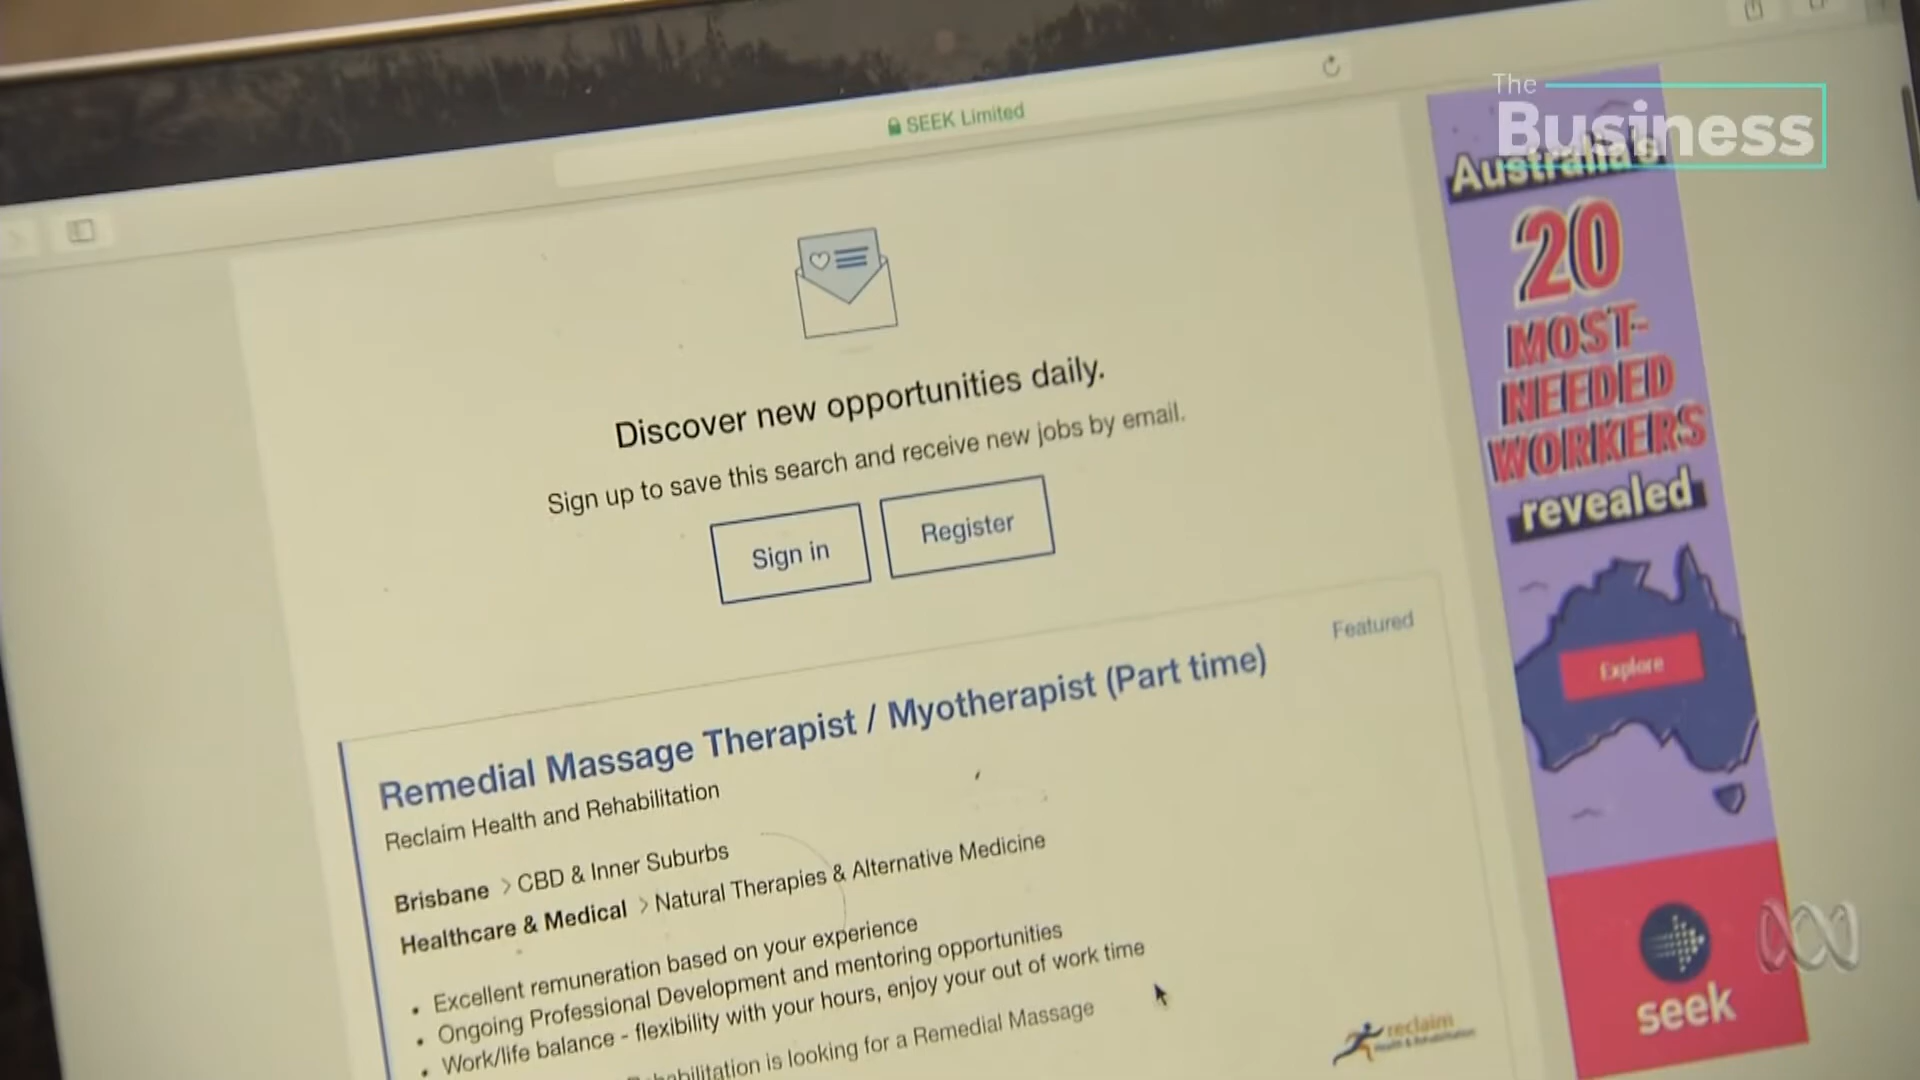 The
Business
SEEK Limited
Australia's
20
MOST-
NEEDED
WORKERS
revealed
Explore
seek
Discover new opportunities daily.
Sign up to save this search and receive new jobs by email.
Sign in
Register
Featured
Remedial Massage Therapist / Myotherapist (Part time)
Reclaim Health and Rehabilitation
Brisbane > CBD & Inner Suburbs
Healthcare & Medical > Natural Therapies & Alternative Medicine
• Excellent remuneration based on your experience
• Ongoing Professional Development and mentoring opportunities
• Work/life balance - flexibility with your hours, enjoy your out of work time
is looking for a Remedial Massage
reclaim
Health & Rehabilitation